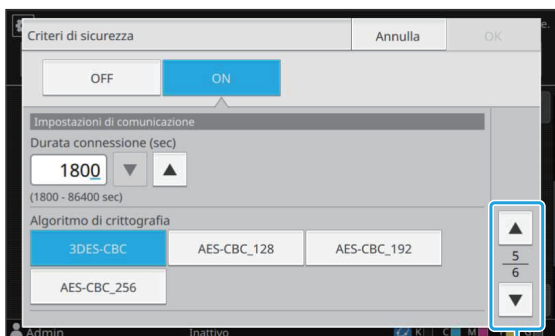 Criteri di sicurezza Annulla OK
OFF ON
Impostazioni di comunicazione
Durata connessione (sec)
1800
(1800 - 86400 sec)
Algoritmo di crittografia
3DES-CBC AES-CBC_128 AES-CBC_192
5
6
AES-CBC_256
Admin Inattivo K C M